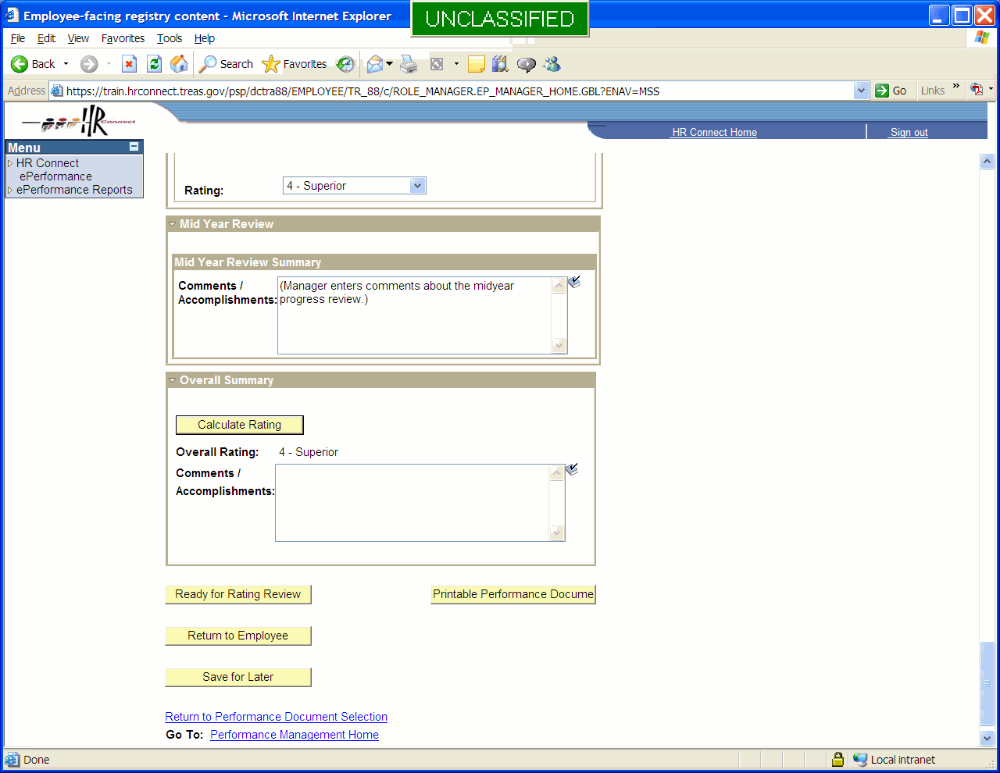 Employee-facing registry content - Microsoft Internet Explorer
UNCLASSIFIED
File Edit View Favorites Tools Help
Back Search Favorites
Address https://train.hrconnect.treas.gov/psp/dctra88/EMPLOYEE/TR_88/c/ROLE_MANAGER.EP_MANAGER_HOME.GBL?ENAV=MSS Go Links »
HR Connect
HR Connect Home Sign out
Menu
HR Connect
ePerformance
ePerformance Reports
Rating: 4 - Superior
Mid Year Review
Mid Year Review Summary
Comments / Accomplishments:
(Manager enters comments about the midyear
progress review.)
Overall Summary
Calculate Rating
Overall Rating: 4 - Superior
Comments /
Accomplishments:
Ready for Rating Review Printable Performance Docume
Return to Employee
Save for Later
Return to Performance Document Selection
Go To: Performance Management Home
Done Local intranet